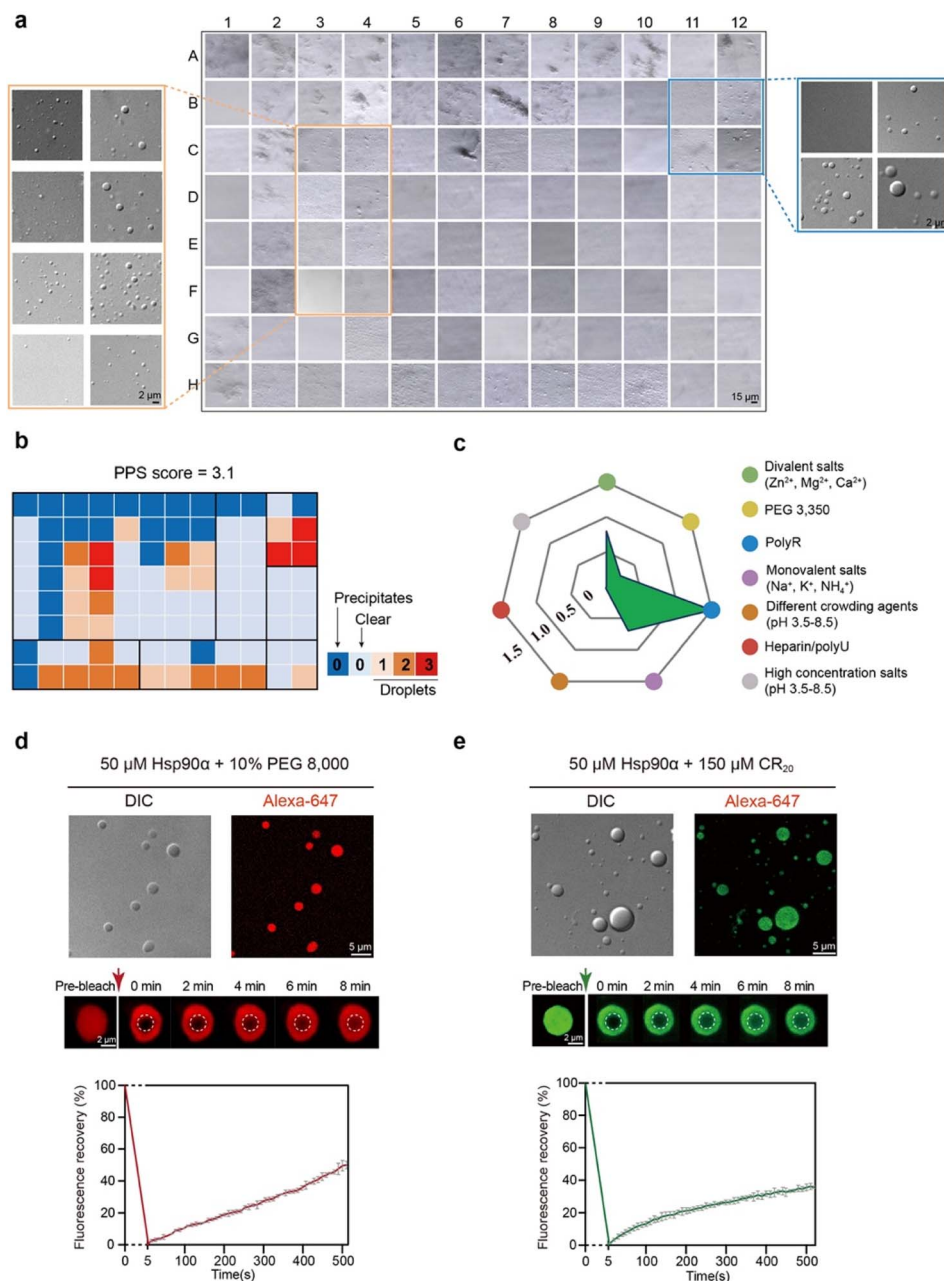 a
1 2 3 4 5 6 7 8 9 10 11 12
A
B
C
D
E
F
G
H
2 μm
15 μm
2 μm
b
PPS score = 3.1
Precipitates
Clear
0 0 1 2 3
Droplets
c
0
0.5
1.0
1.5
Divalent salts
(Zn²⁺, Mg²⁺, Ca²⁺)
PEG 3,350
PolyR
Monovalent salts
(Na⁺, K⁺, NH₄⁺)
Different crowding agents
(pH 3.5-8.5)
Heparin/polyU
High concentration salts
(pH 3.5-8.5)
d
50 μM Hsp90α + 10% PEG 8,000
DIC
Alexa-647
5 μm
Pre-bleach 0 min 2 min 4 min 6 min 8 min
2 μm
Fluorescence recovery (%)
100
80
60
40
20
0
0 5 100 200 300 400 500
Time(s)
e
50 μM Hsp90α + 150 μM CR₂₀
DIC
Alexa-647
5 μm
Pre-bleach 0 min 2 min 4 min 6 min 8 min
2 μm
Fluorescence recovery (%)
100
80
60
40
20
0
0 5 100 200 300 400 500
Time(s)